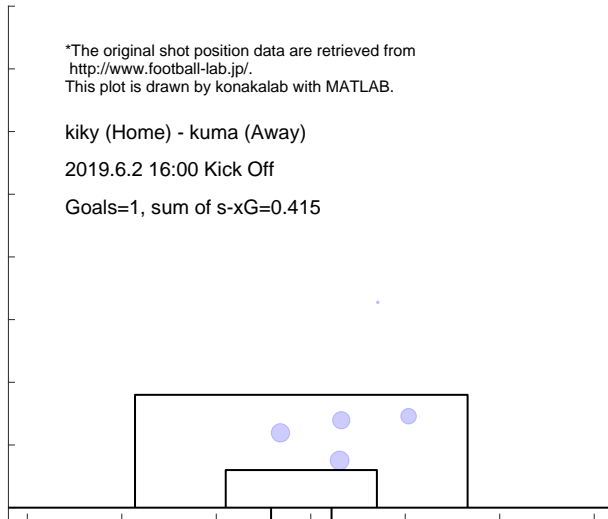 *The original shot position data are retrieved from
http://www.football-lab.jp/.
This plot is drawn by konakalab with MATLAB.
kiky (Home) - kuma (Away)
2019.6.2 16:00 Kick Off
Goals=1, sum of s-xG=0.415